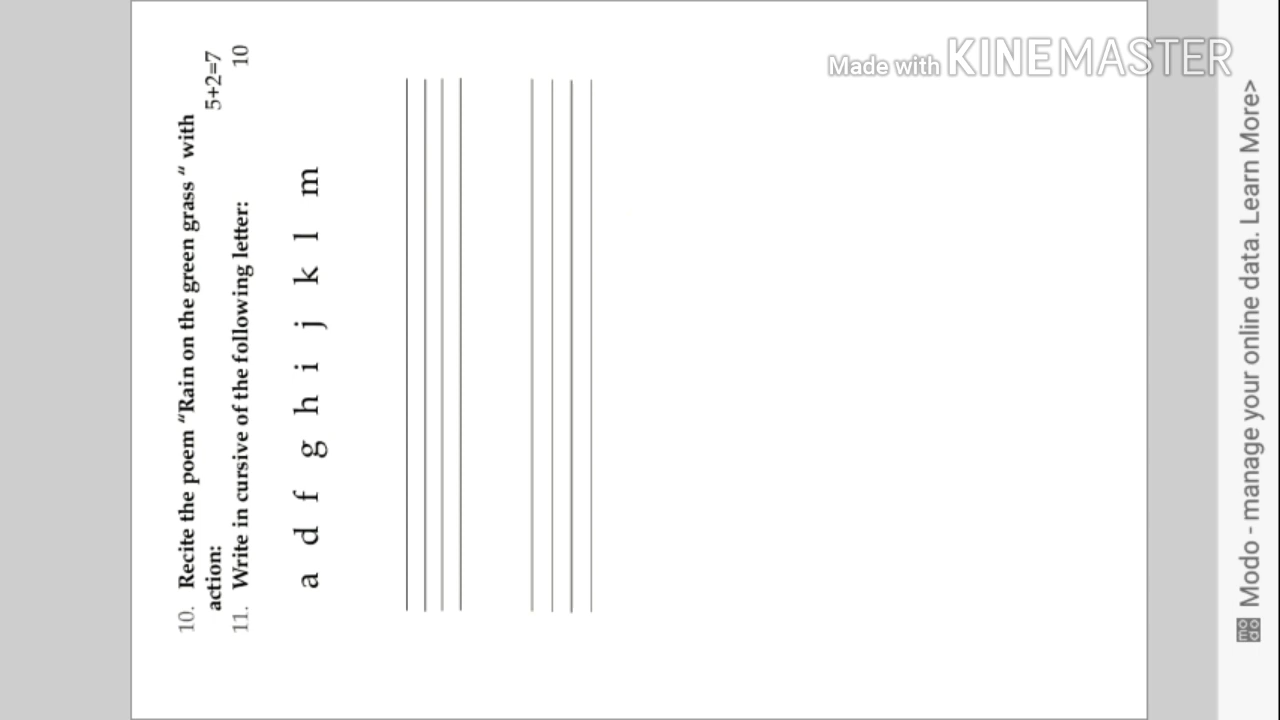 10. Recite the poem “Rain on the green grass “ with
action: 5+2=7
11. Write in cursive of the following letter: 10
a d f g h i j k l m
Made with KINEMASTER
modo Modo - manage your online data. Learn More>